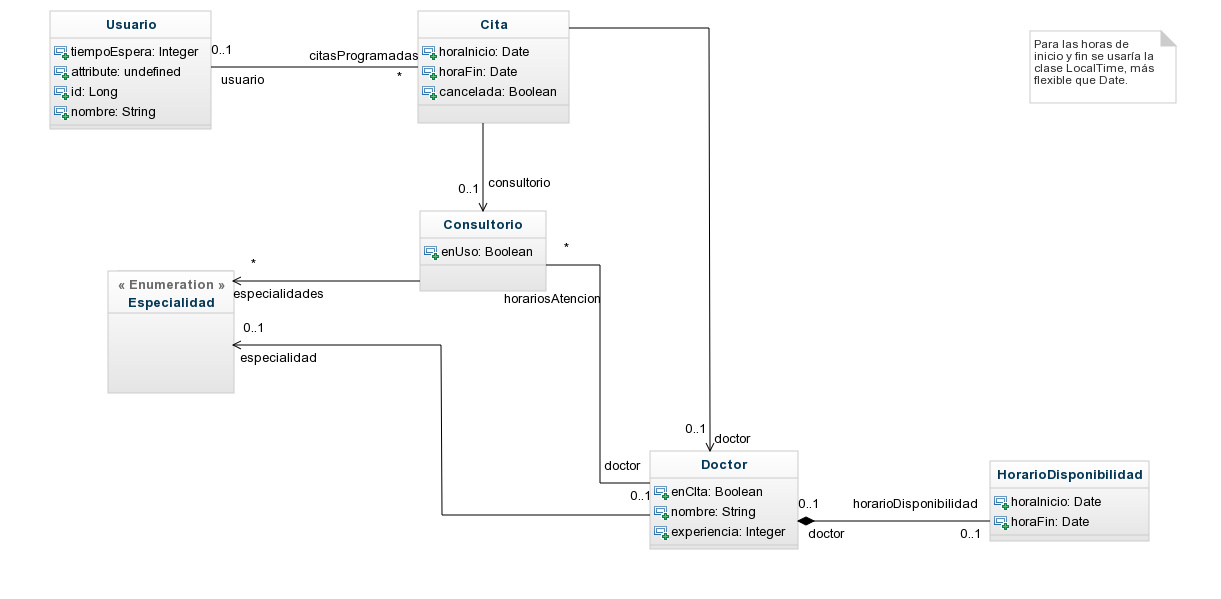 Usuario
tiempoEspera: Integer
attribute: undefined
id: Long
nombre: String
0..1
usuario
citasProgramadas
*
Cita
horaInicio: Date
horaFin: Date
cancelada: Boolean
Para las horas de
inicio y fin se usaría la
clase LocalTime, más
flexible que Date.
0..1
consultorio
Consultorio
enUso: Boolean
*
horariosAtencion
*
especialidades
« Enumeration »
Especialidad
0..1
especialidad
0..1
doctor
doctor
0..1
Doctor
enCIta: Boolean
nombre: String
experiencia: Integer
0..1
doctor
horarioDisponibilidad
0..1
HorarioDisponibilidad
horaInicio: Date
horaFin: Date